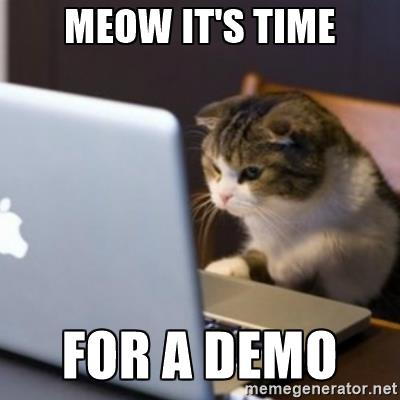 MEOW IT'S TIME
FOR A DEMO
memegenerator.net